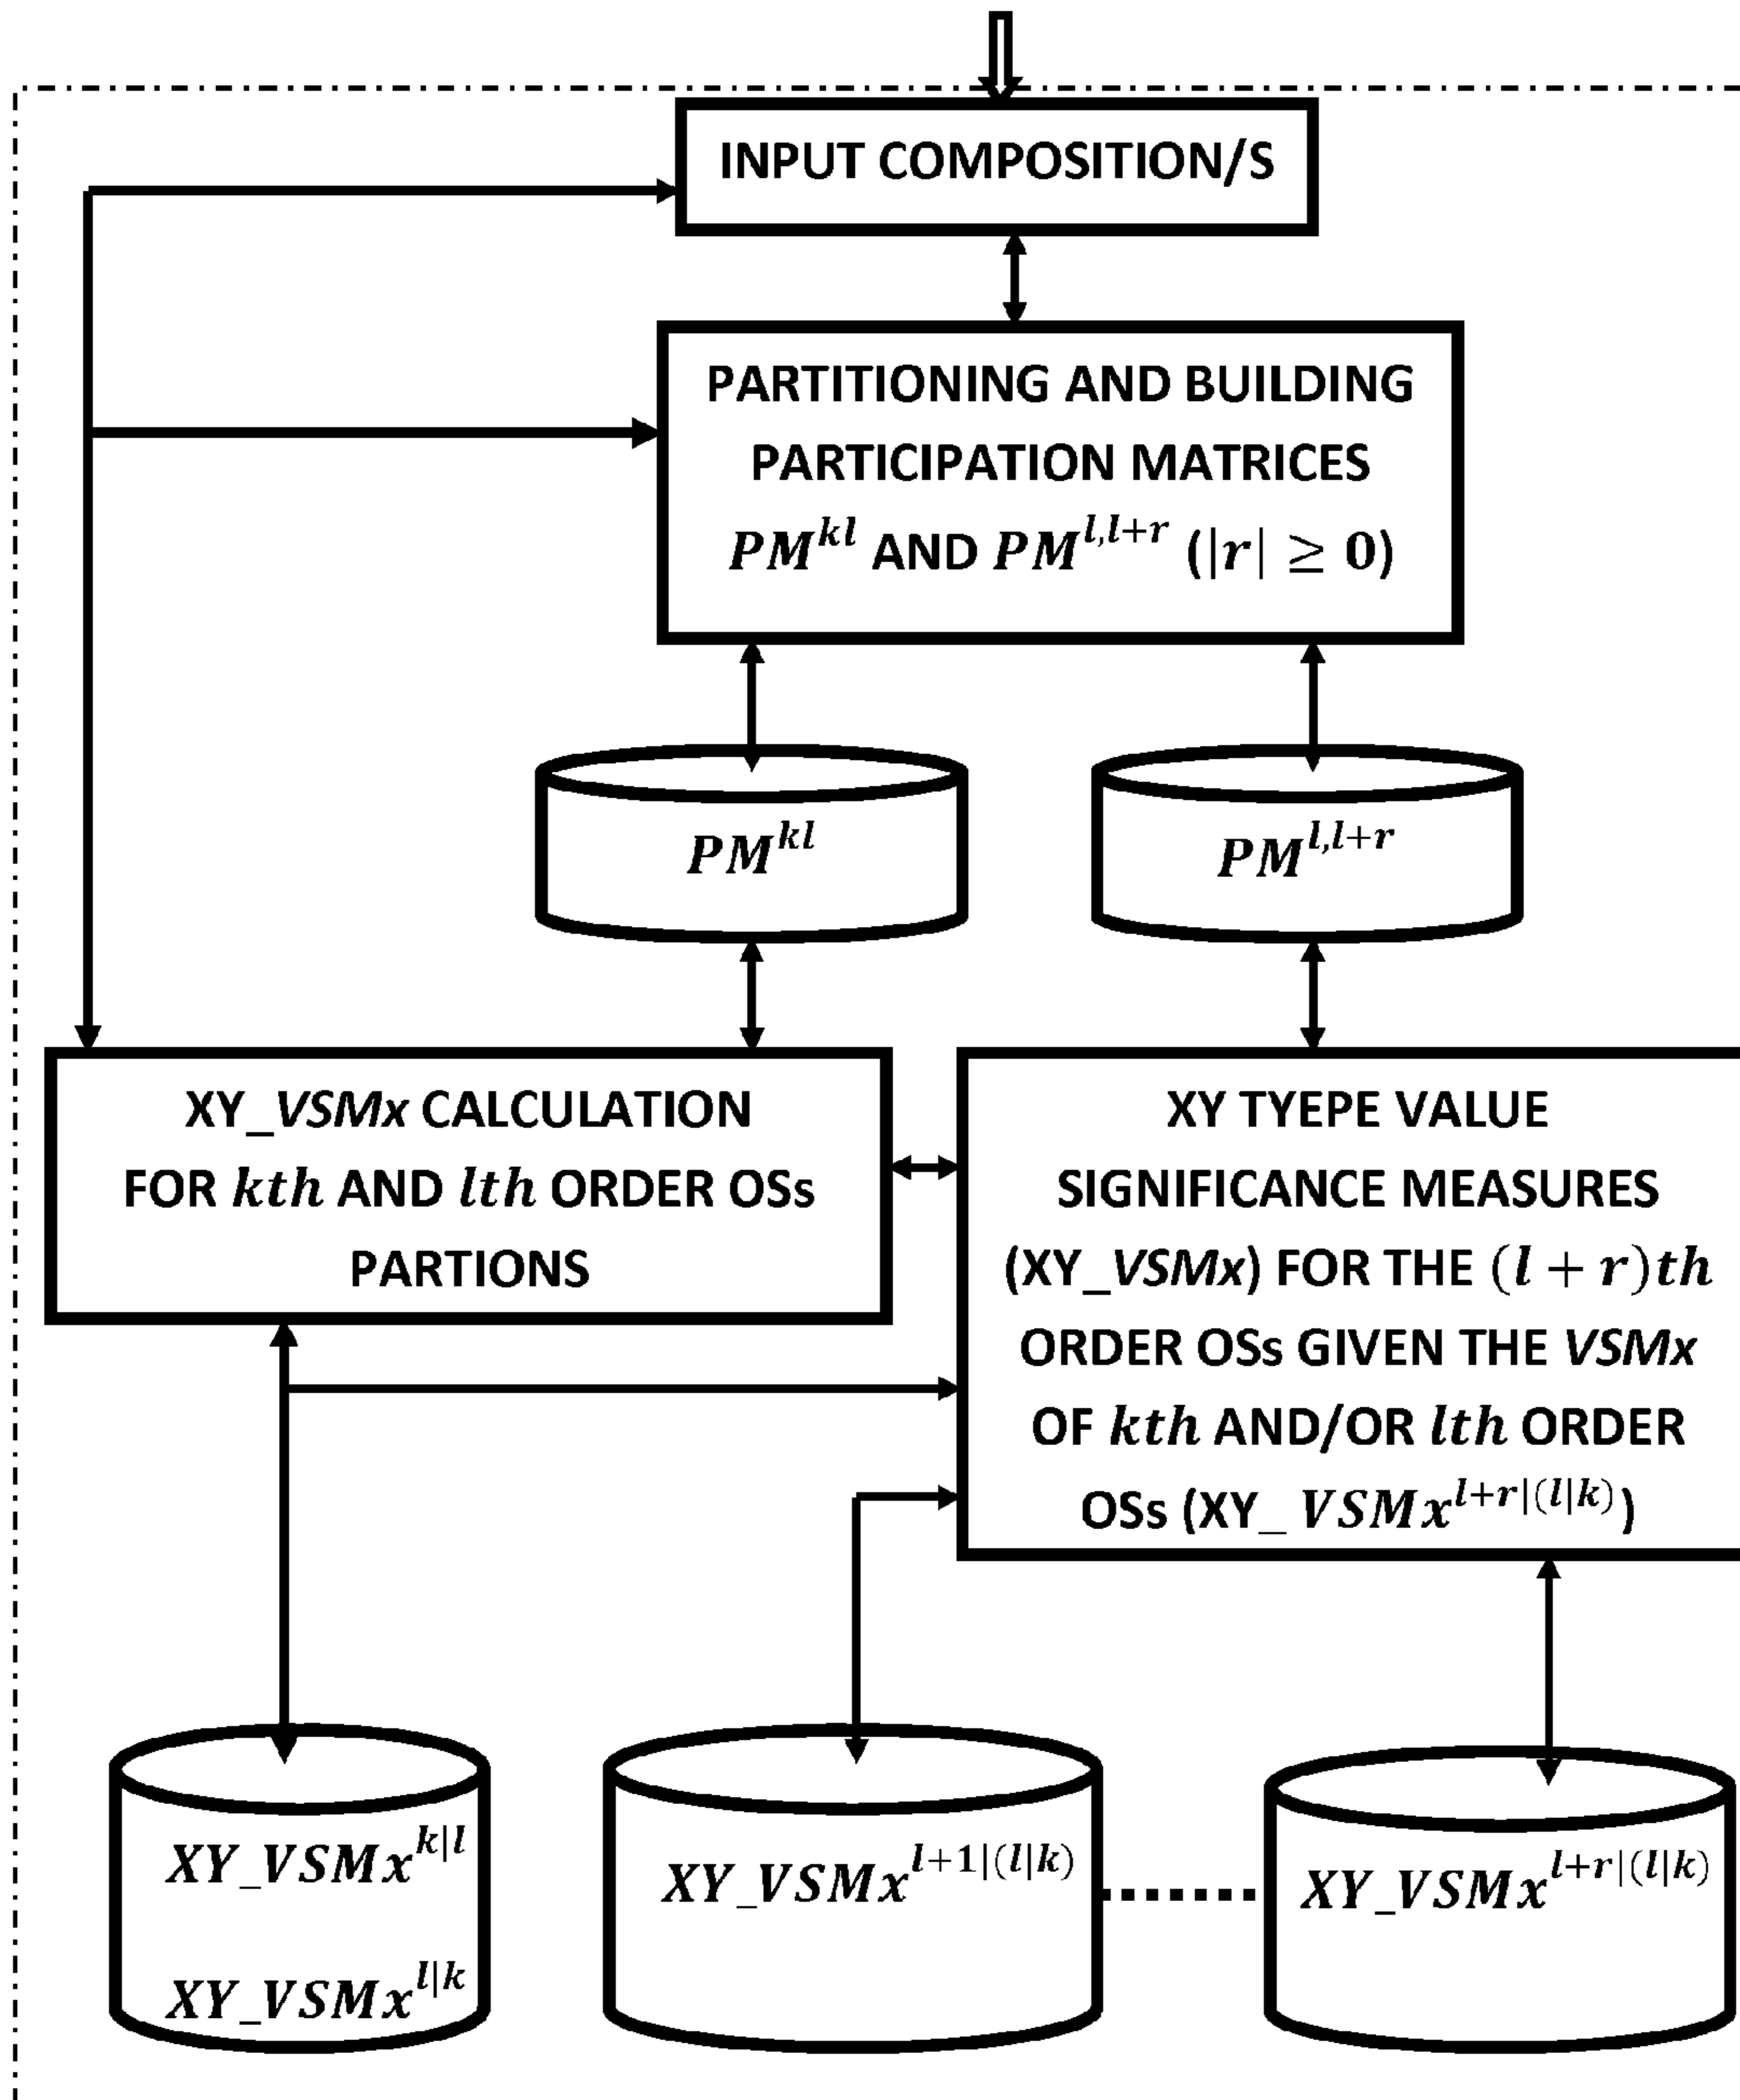 INPUT COMPOSITION/S
PARTITIONING AND BUILDING
PARTICIPATION MATRICES
PM^{kl} AND PM^{l,l+r} (|r| ≥ 0)
PM^{kl}
PM^{l,l+r}
XY_VSMx CALCULATION
FOR kth AND lth ORDER OSs
PARTIONS
XY TYEPE VALUE
SIGNIFICANCE MEASURES
(XY_VSMx) FOR THE (l + r)th
ORDER OSs GIVEN THE VSMx
OF kth AND/OR lth ORDER
OSs (XY_ VSMx^{l+r|(l|k)})
XY_VSMx^{k|l}
XY_VSMx^{l|k}
XY_VSMx^{l+1|(l|k)}
XY_VSMx^{l+r|(l|k)}